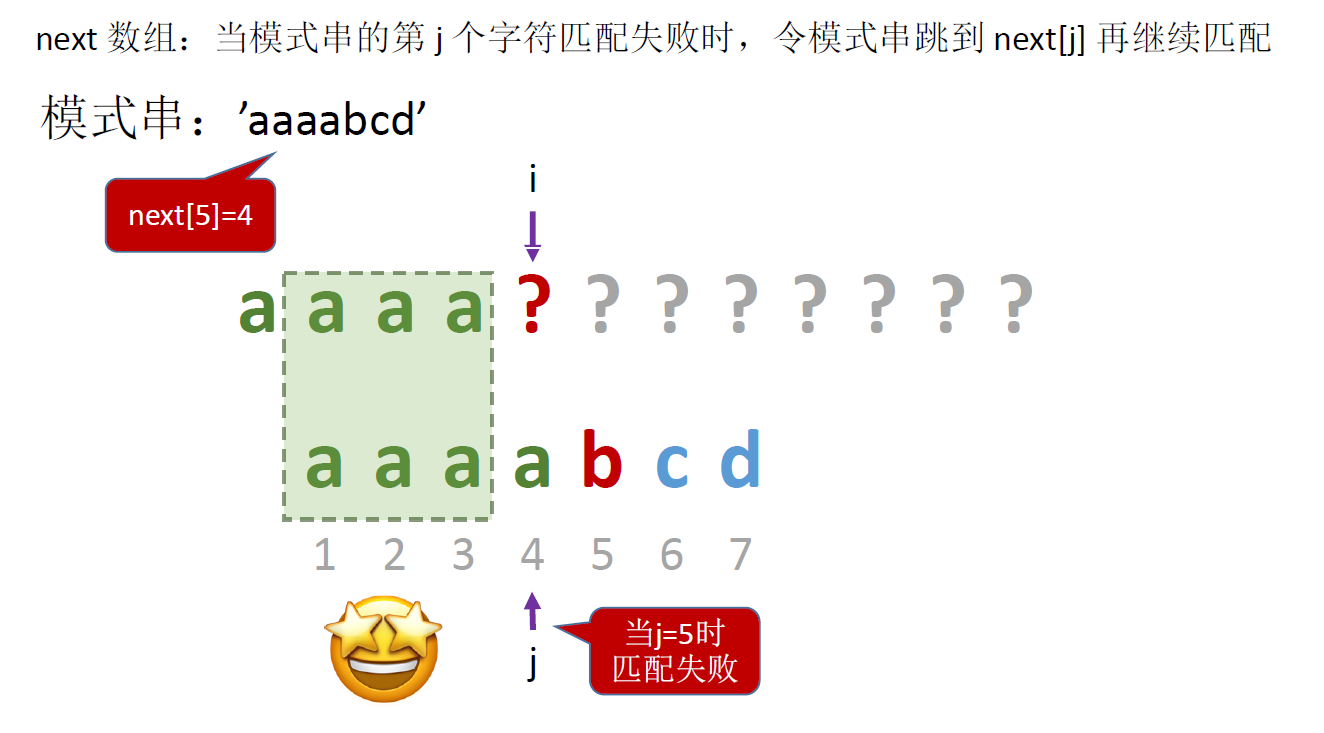 next 数组：当模式串的第 j 个字符匹配失败时，令模式串跳到 next[j] 再继续匹配
模式串：’aaaabcd’
i
next[5]=4
a a a a ? ? ? ? ? ? ? ?
a a a a b c d
1 2 3 4 5 6 7
当j=5时
匹配失败
j